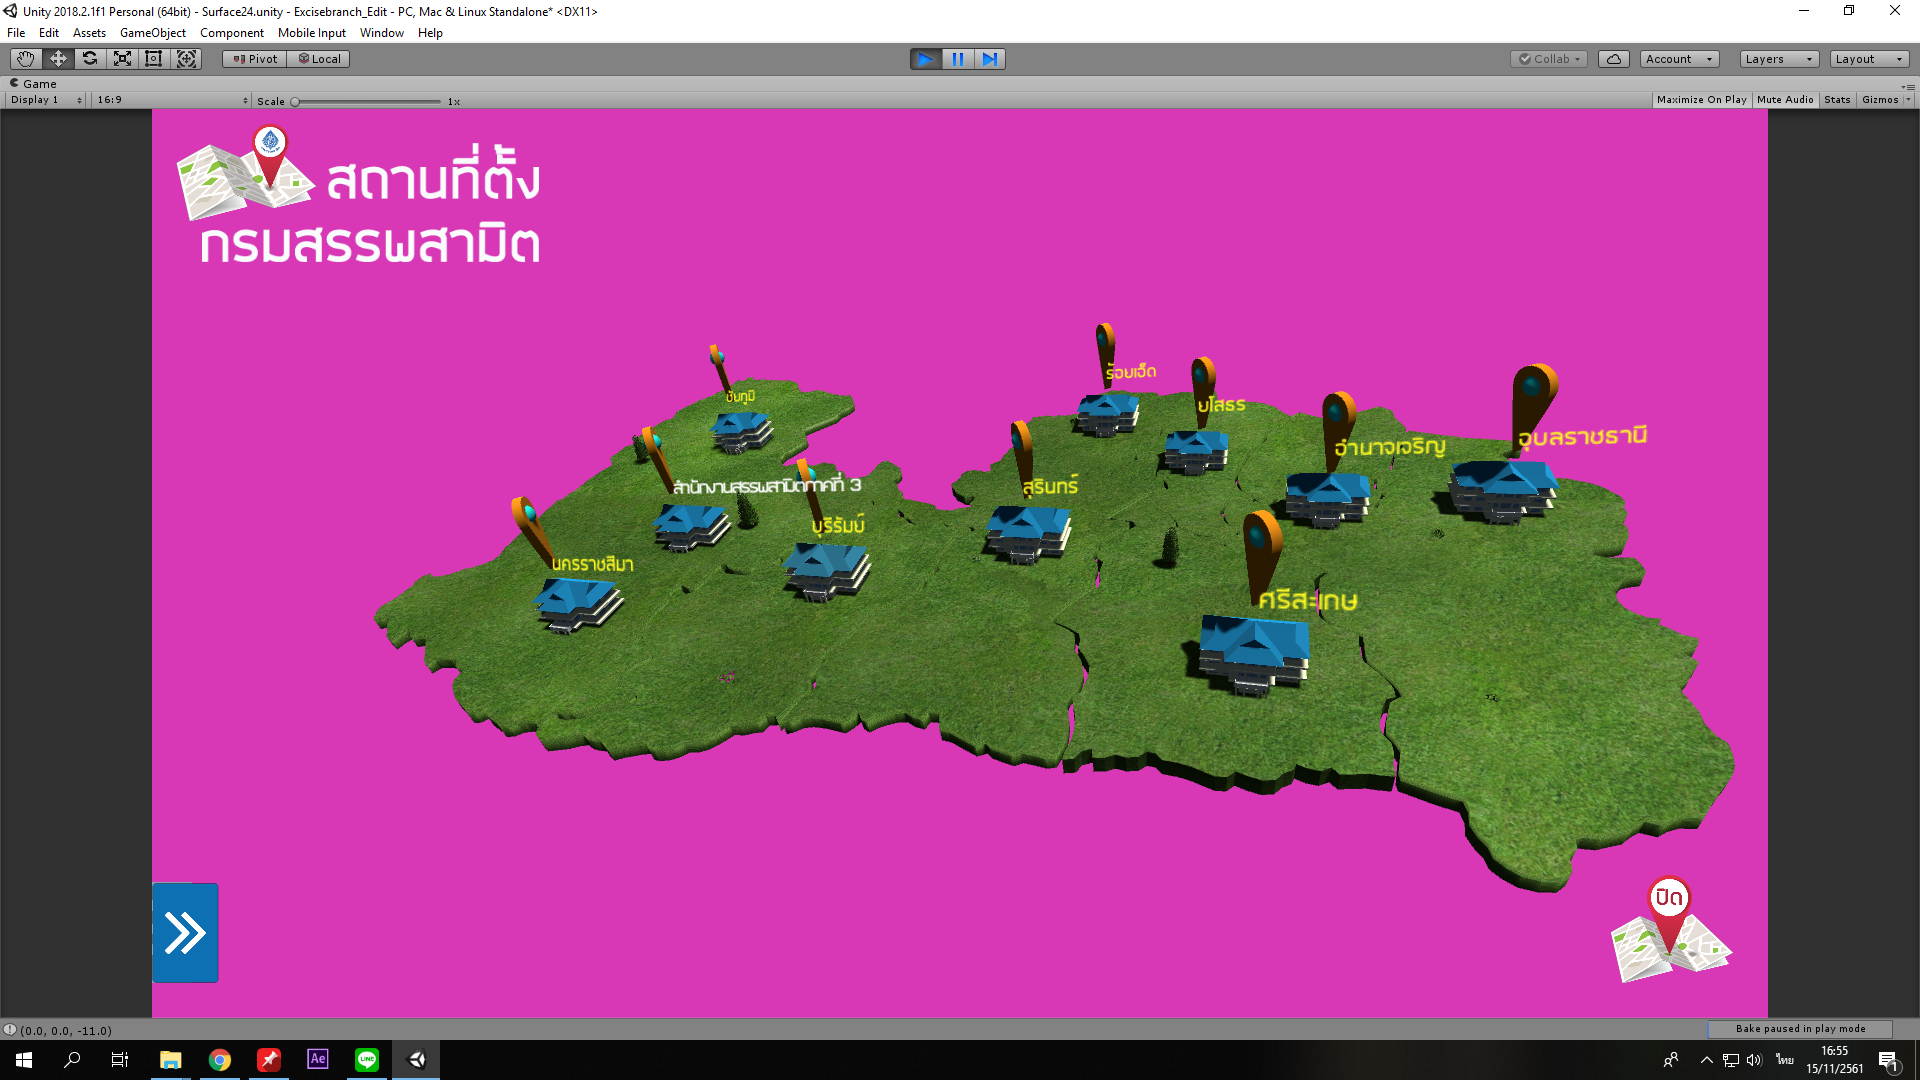 Unity 2018.2.1f1 Personal (64bit) - Surface24.unity - Excisebranch_Edit - PC, Mac & Linux Standalone* <DX11>
File Edit Assets GameObject Component Mobile Input Window Help
Pivot Local Collab Account Layers Layout
Game
Display 1 16:9 Scale 1x Maximize On Play Mute Audio Stats Gizmos
สถานที่ตั้ง
กรมสรรพสามิต
ร้อยเอ็ด
ชัยภูมิ
ยโสธร
อำนาจเจริญ
อุบลราชธานี
สำนักงานสรรพสามิตภาคที่ 3
สุรินทร์
บุรีรัมย์
นครราชสีมา
ศรีสะเกษ
ปิด
(0.0, 0.0, -11.0)
Bake paused in play mode
Ae
LINE
ไทย
16:55
15/11/2561
1